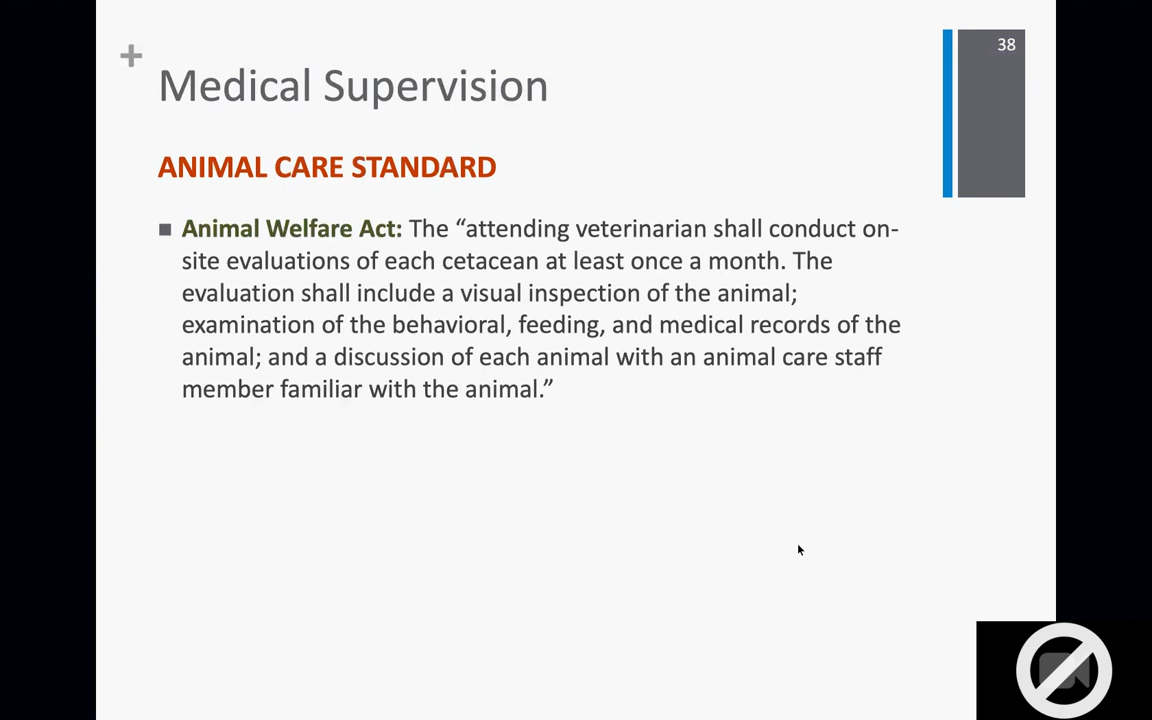 38
+
Medical Supervision
ANIMAL CARE STANDARD
■ Animal Welfare Act: The “attending veterinarian shall conduct on-
site evaluations of each cetacean at least once a month. The
evaluation shall include a visual inspection of the animal;
examination of the behavioral, feeding, and medical records of the
animal; and a discussion of each animal with an animal care staff
member familiar with the animal.”